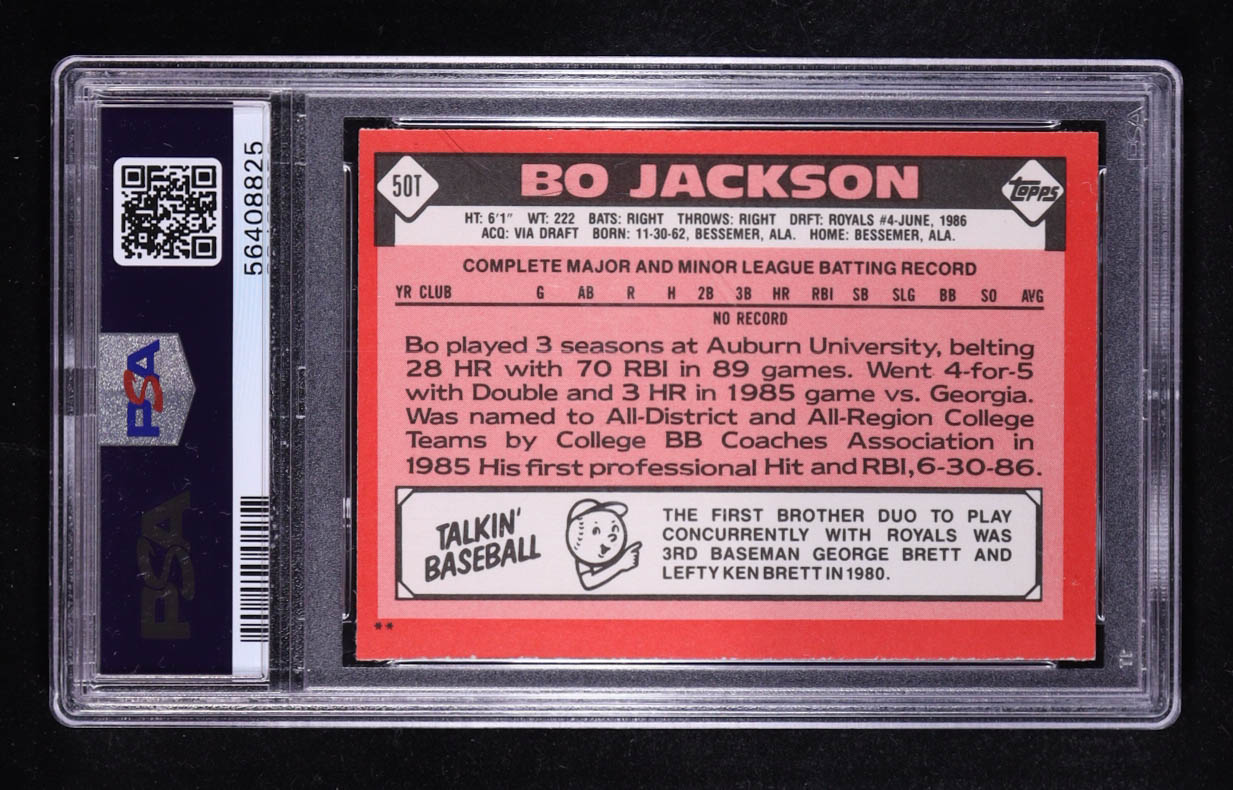 56408825
PSA
PSA
PSA
50T
BO JACKSON
topps
HT: 6'1" WT: 222 BATS: RIGHT THROWS: RIGHT DRFT: ROYALS #4-JUNE, 1986
ACQ: VIA DRAFT BORN: 11-30-62, BESSEMER, ALA. HOME: BESSEMER, ALA.
COMPLETE MAJOR AND MINOR LEAGUE BATTING RECORD
YR CLUB G AB R H 2B 3B HR RBI SB SLG BB SO AVG
NO RECORD
Bo played 3 seasons at Auburn University, belting
28 HR with 70 RBI in 89 games. Went 4-for-5
with Double and 3 HR in 1985 game vs. Georgia.
Was named to All-District and All-Region College
Teams by College BB Coaches Association in
1985 His first professional Hit and RBI, 6-30-86.
TALKIN'
BASEBALL
THE FIRST BROTHER DUO TO PLAY
CONCURRENTLY WITH ROYALS WAS
3RD BASEMAN GEORGE BRETT AND
LEFTY KEN BRETT IN 1980.
**